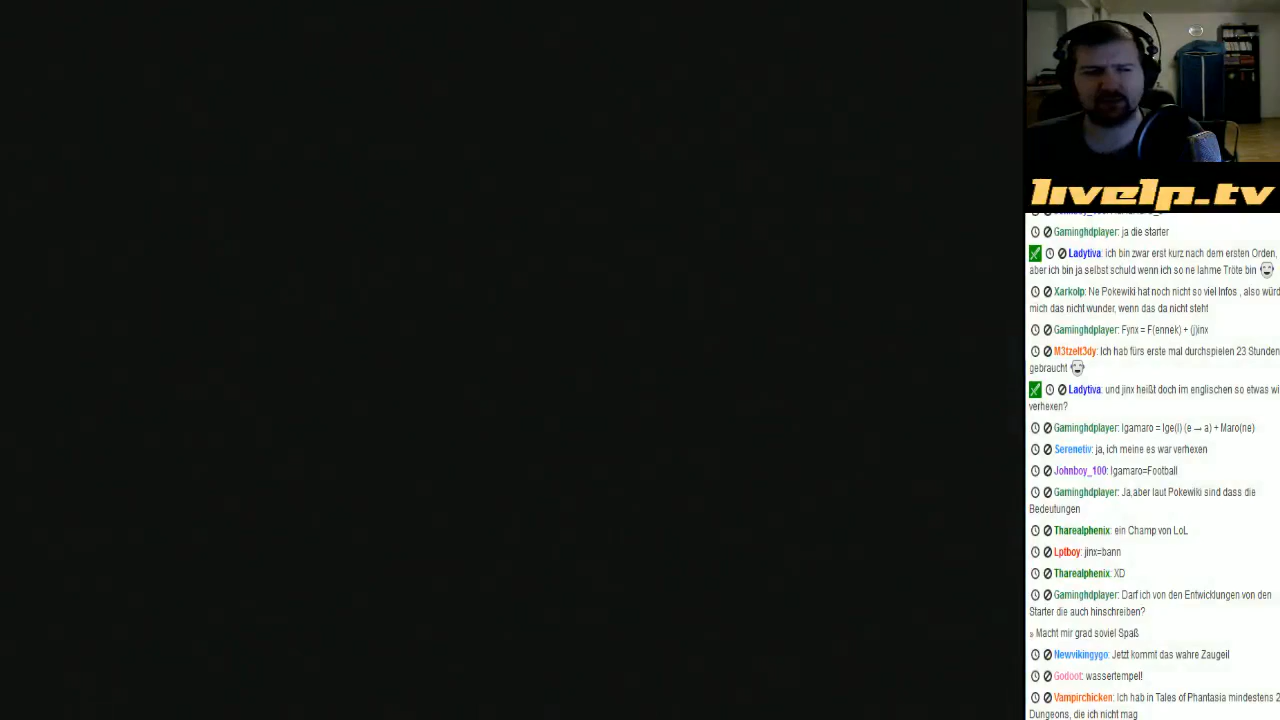 livelp.tv
Gaminghdplayer: ja die starter
Ladytiva: ich bin zwar erst kurz nach dem ersten Orden,
aber ich bin ja selbst schuld wenn ich so ne lahme Tröte bin
Xarkolp: Ne Pokewiki hat noch nicht so viel Infos , also würd
mich das nicht wunder, wenn das da nicht steht
Gaminghdplayer: Fynx = F(ennek) + (j)inx
M3tzelt3dy: Ich hab fürs erste mal durchspielen 23 Stunden
gebraucht
Ladytiva: und jinx heißt doch im englischen so etwas wi
verhexen?
Gaminghdplayer: Igamaro = Ige(l) (e → a) + Maro(ne)
Serenetiv: ja, ich meine es war verhexen
Johnboy_100: Igamaro=Football
Gaminghdplayer: Ja,aber laut Pokewiki sind dass die
Bedeutungen
Tharealphenix: ein Champ von LoL
Lptboy: jinx=bann
Tharealphenix: XD
Gaminghdplayer: Darf ich von den Entwicklungen von den
Starter die auch hinschreiben?
Macht mir grad soviel Spaß
Newvikingygo: Jetzt kommt das wahre Zaugeil
Godoot: wassertempel!
Vampirchicken: Ich hab in Tales of Phantasia mindestens 2
Dungeons, die ich nicht mag